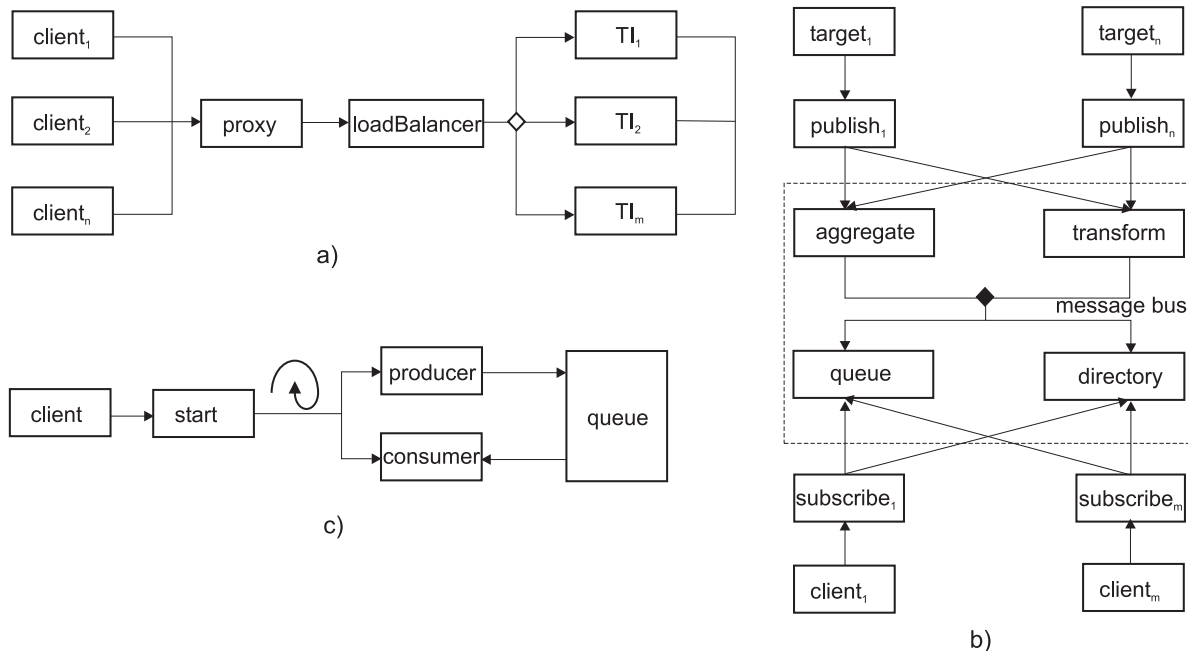 client₁
client₂
clientₙ
proxy
loadBalancer
TI₁
TI₂
TIₘ
a)
client
start
producer
consumer
queue
c)
target₁
targetₙ
publish₁
publishₙ
aggregate
transform
message bus
queue
directory
subscribe₁
subscribeₘ
client₁
clientₘ
b)